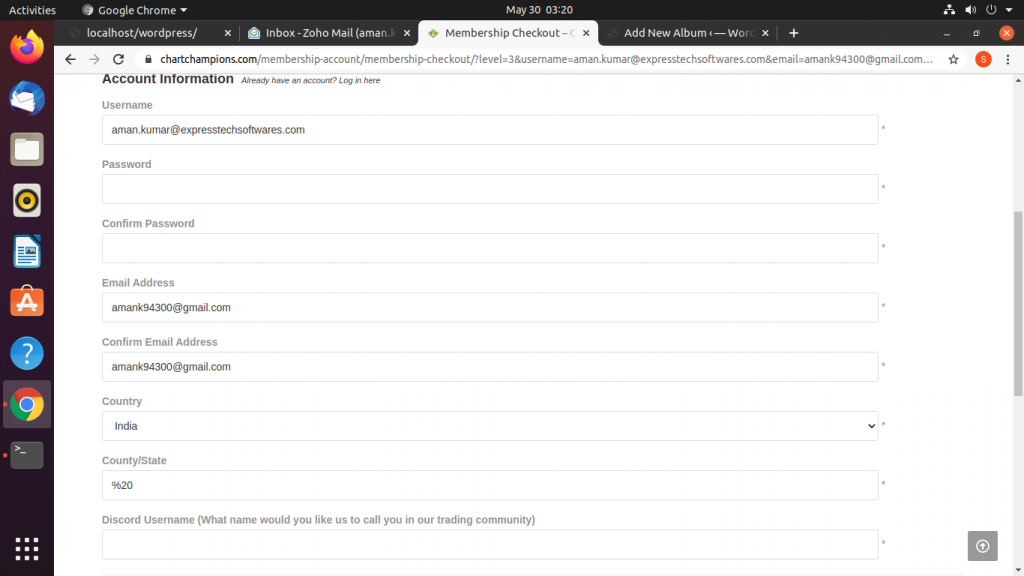 Activities
Google Chrome
May 30 03:20
localhost/wordpress/
Inbox - Zoho Mail (aman.k
Membership Checkout – C
Add New Album ‹ — Word
chartchampions.com/membership-account/membership-checkout/?level=3&username=aman.kumar@expresstechsoftwares.com&email=amank94300@gmail.com...
S
Account Information Already have an account? Log in here
Username
aman.kumar@expresstechsoftwares.com *
Password
*
Confirm Password
*
Email Address
amank94300@gmail.com *
Confirm Email Address
amank94300@gmail.com *
Country
India *
County/State
%20 *
Discord Username (What name would you like us to call you in our trading community)
*